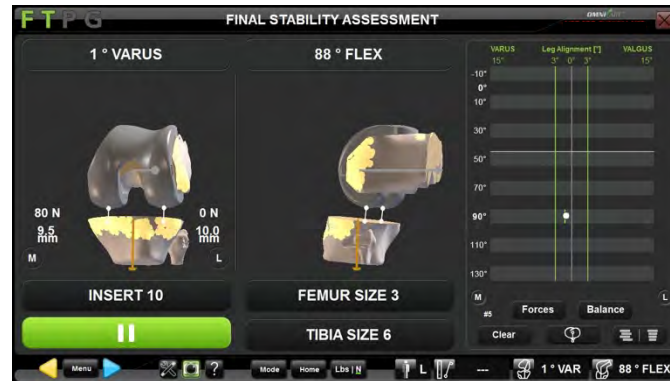 F T P G
FINAL STABILITY ASSESSMENT
1 ° VARUS
88 ° FLEX
80 N
9.5
mm
M
0 N
10.0
mm
L
INSERT 10
FEMUR SIZE 3
TIBIA SIZE 6
VARUS Leg Alignment [°] VALGUS
15° 3° 0° 3° 15°
-10°
0°
10°
30°
50°
70°
90°
110°
130°
M L
#5
Forces Balance
Clear
Menu ? Mode Home Lbs | N L --- 1 ° VAR 88 ° FLEX